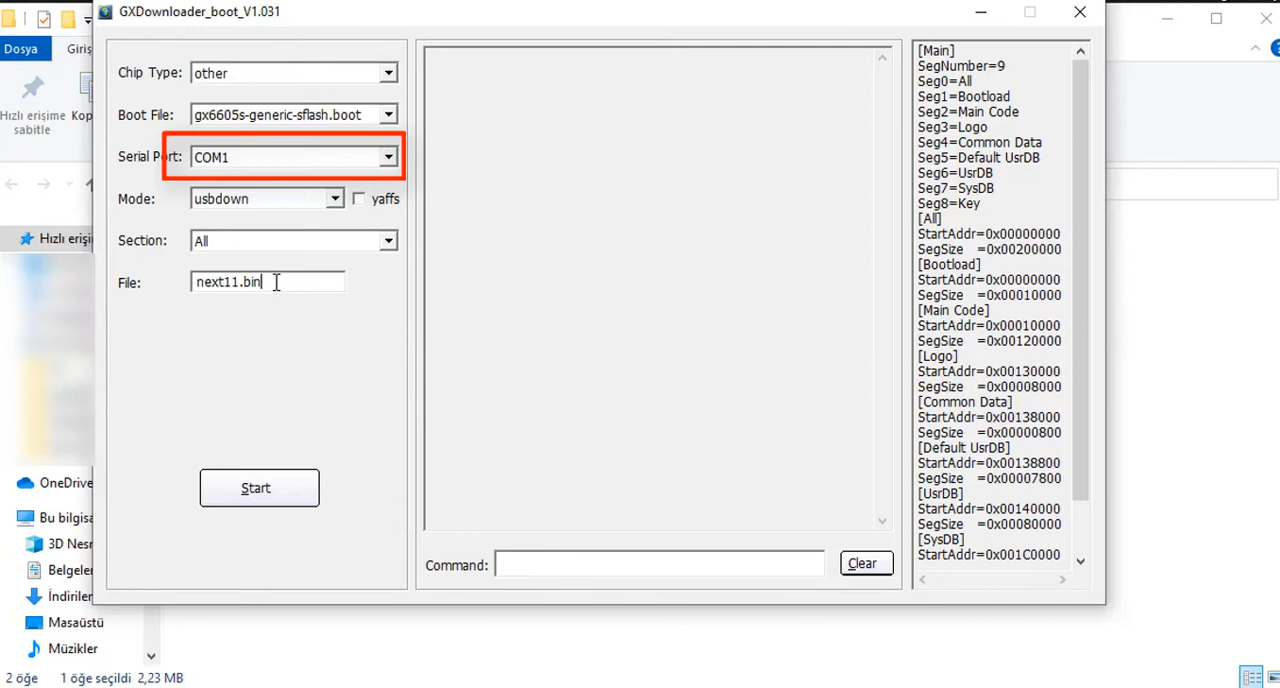 GXDownloader_boot_V1.031
Dosya
Giriş
Hızlı erişime
sabitle
Kop
Hızlı erişi
OneDrive
Bu bilgisa
3D Nesn
Belgeler
İndirilen
Masaüstü
Müzikler
2 öğe
1 öğe seçildi 2,23 MB
Chip Type: other
Boot File: gx6605s-generic-sflash.boot
Serial Port: COM1
Mode: usbdown yaffs
Section: All
File: next11.bin
Start
Command:
Clear
[Main]
SegNumber=9
Seg0=All
Seg1=Bootload
Seg2=Main Code
Seg3=Logo
Seg4=Common Data
Seg5=Default UsrDB
Seg6=UsrDB
Seg7=SysDB
Seg8=Key
[All]
StartAddr=0x00000000
SegSize =0x00200000
[Bootload]
StartAddr=0x00000000
SegSize =0x00010000
[Main Code]
StartAddr=0x00010000
SegSize =0x00120000
[Logo]
StartAddr=0x00130000
SegSize =0x00008000
[Common Data]
StartAddr=0x00138000
SegSize =0x00000800
[Default UsrDB]
StartAddr=0x00138800
SegSize =0x00007800
[UsrDB]
StartAddr=0x00140000
SegSize =0x00080000
[SysDB]
StartAddr=0x001C0000